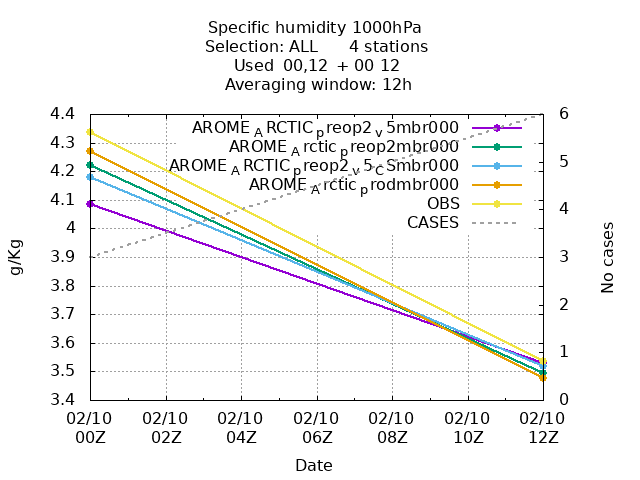 Specific humidity 1000hPa
Selection: ALL 4 stations
Used 00,12 + 00 12
Averaging window: 12h
4.4
4.3
4.2
4.1
4
3.9
3.8
3.7
3.6
3.5
3.4
g/Kg
AROME_ARCTIC_preop2_v5mbr000
AROME_Arctic_preop2mbr000
AROME_ARCTIC_preop2_v5_CSmbr000
AROME_Arctic_prodmbr000
OBS
CASES
6
5
4
3
2
1
0
No cases
02/10 02/10 02/10 02/10 02/10 02/10 02/10
00Z 02Z 04Z 06Z 08Z 10Z 12Z
Date